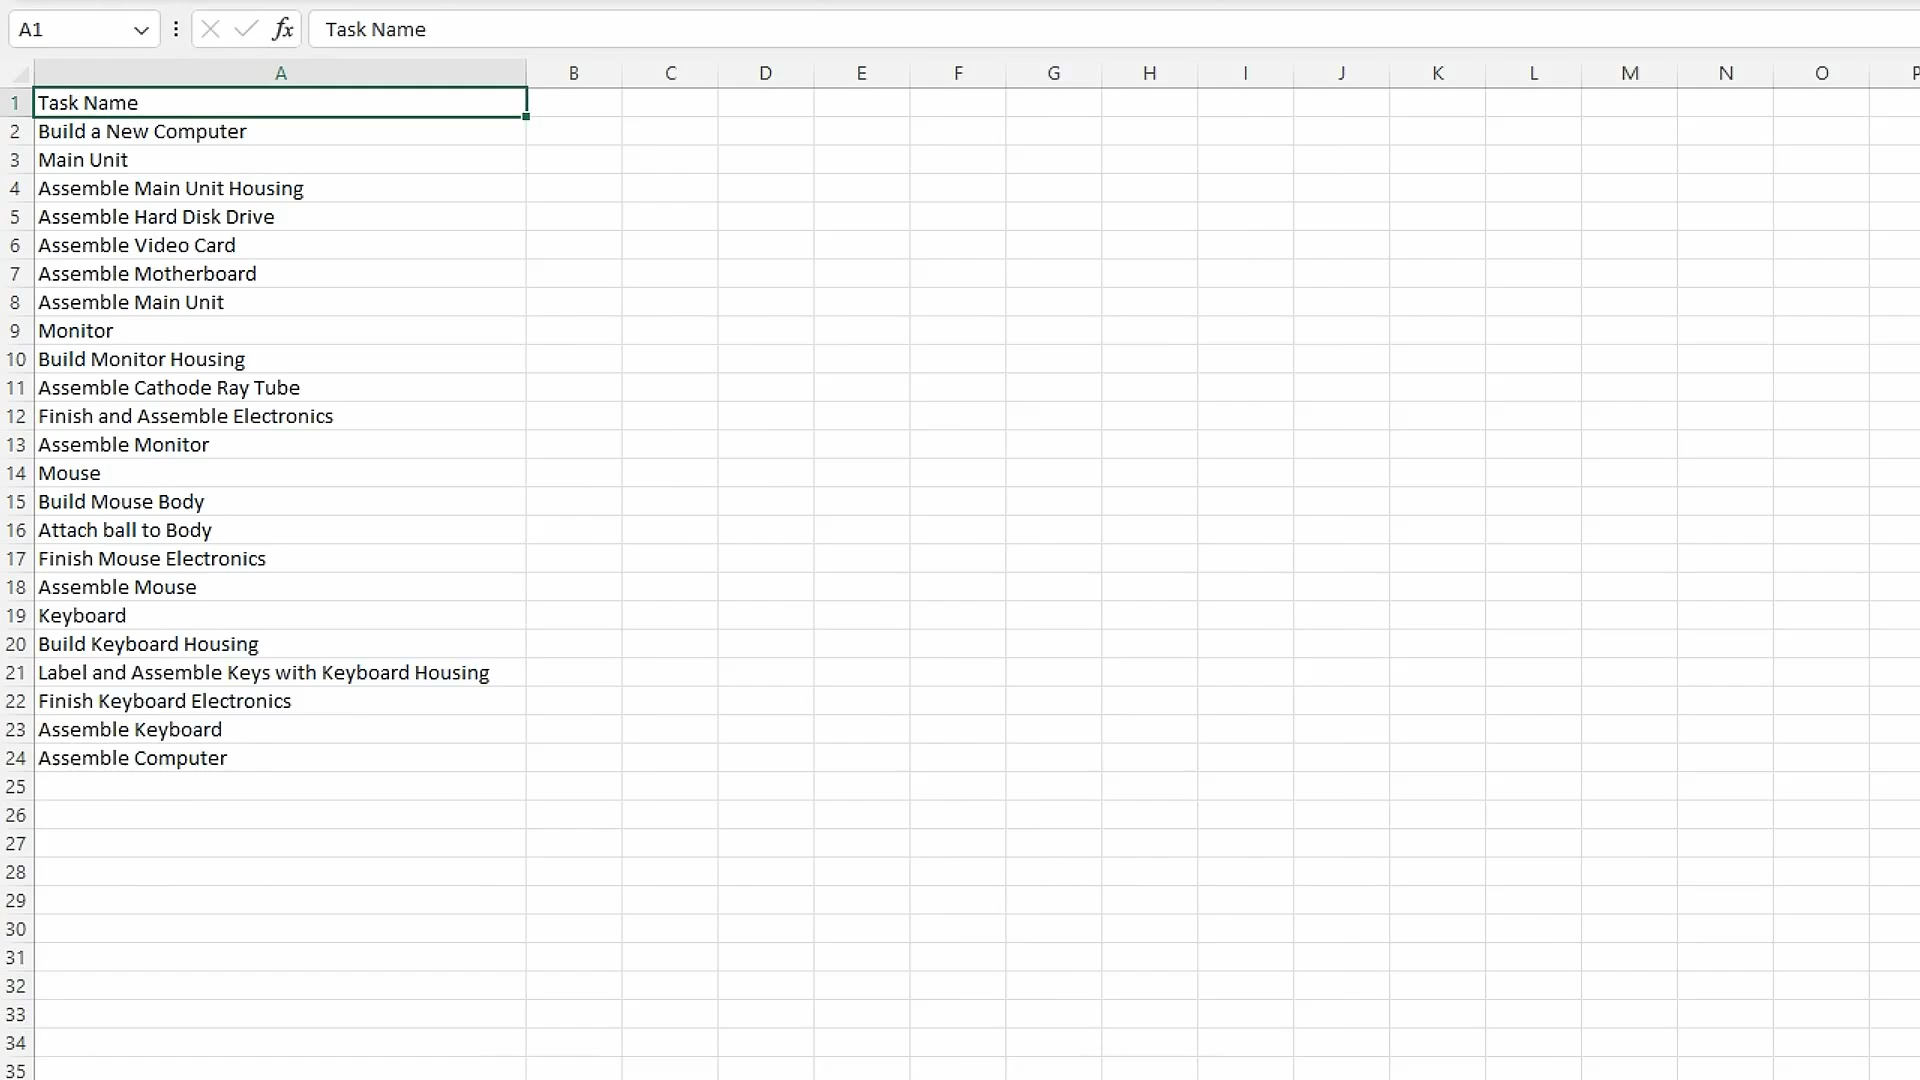 A1 fx Task Name
A B C D E F G H I J K L M N O P
1 Task Name
2 Build a New Computer
3 Main Unit
4 Assemble Main Unit Housing
5 Assemble Hard Disk Drive
6 Assemble Video Card
7 Assemble Motherboard
8 Assemble Main Unit
9 Monitor
10 Build Monitor Housing
11 Assemble Cathode Ray Tube
12 Finish and Assemble Electronics
13 Assemble Monitor
14 Mouse
15 Build Mouse Body
16 Attach ball to Body
17 Finish Mouse Electronics
18 Assemble Mouse
19 Keyboard
20 Build Keyboard Housing
21 Label and Assemble Keys with Keyboard Housing
22 Finish Keyboard Electronics
23 Assemble Keyboard
24 Assemble Computer
25
26
27
28
29
30
31
32
33
34
35